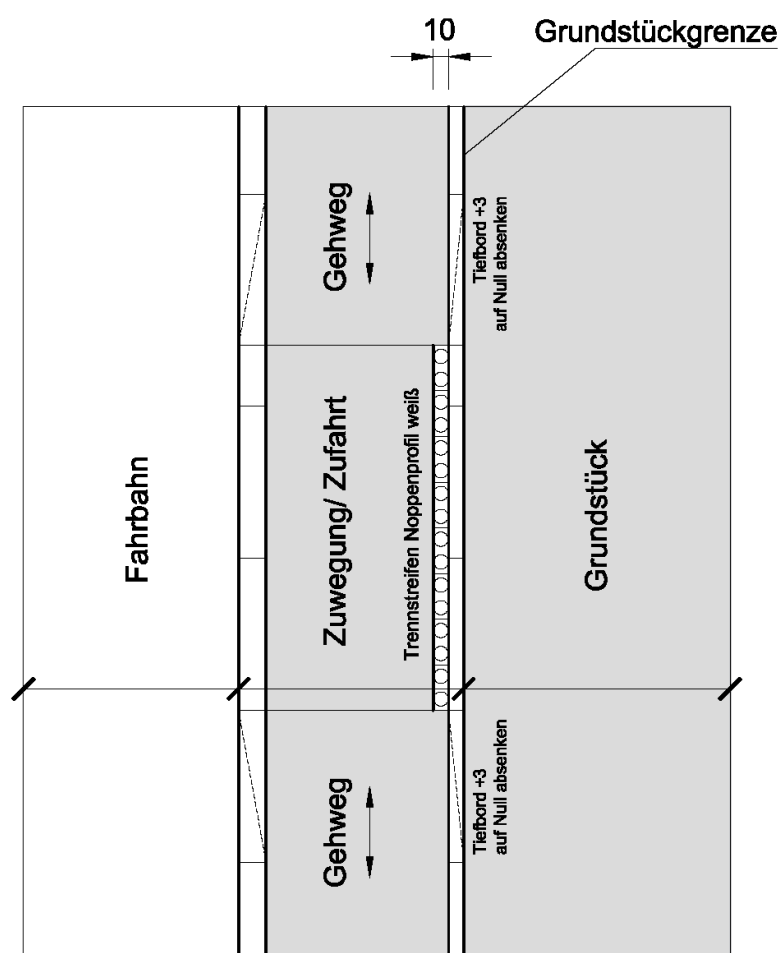 10
Grundstückgrenze
Gehweg
Tiefbord +3
auf Null absenken
Fahrbahn
Zuwegung/ Zufahrt
Trennstreifen Noppenprofil weiß
Grundstück
Gehweg
Tiefbord +3
auf Null absenken